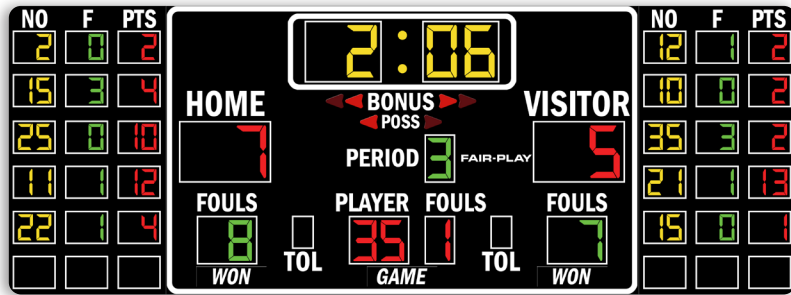 NO F PTS
2 0 2
15 3 4
25 0 10
11 1 12
22 1 4
2:06
BONUS
POSS
HOME
7
PERIOD 3 FAIR-PLAY
VISITOR
5
FOULS
8
WON
TOL
PLAYER FOULS
35 1
GAME
TOL
FOULS
7
WON
NO F PTS
12 1 2
10 0 2
35 3 2
21 1 13
15 0 1